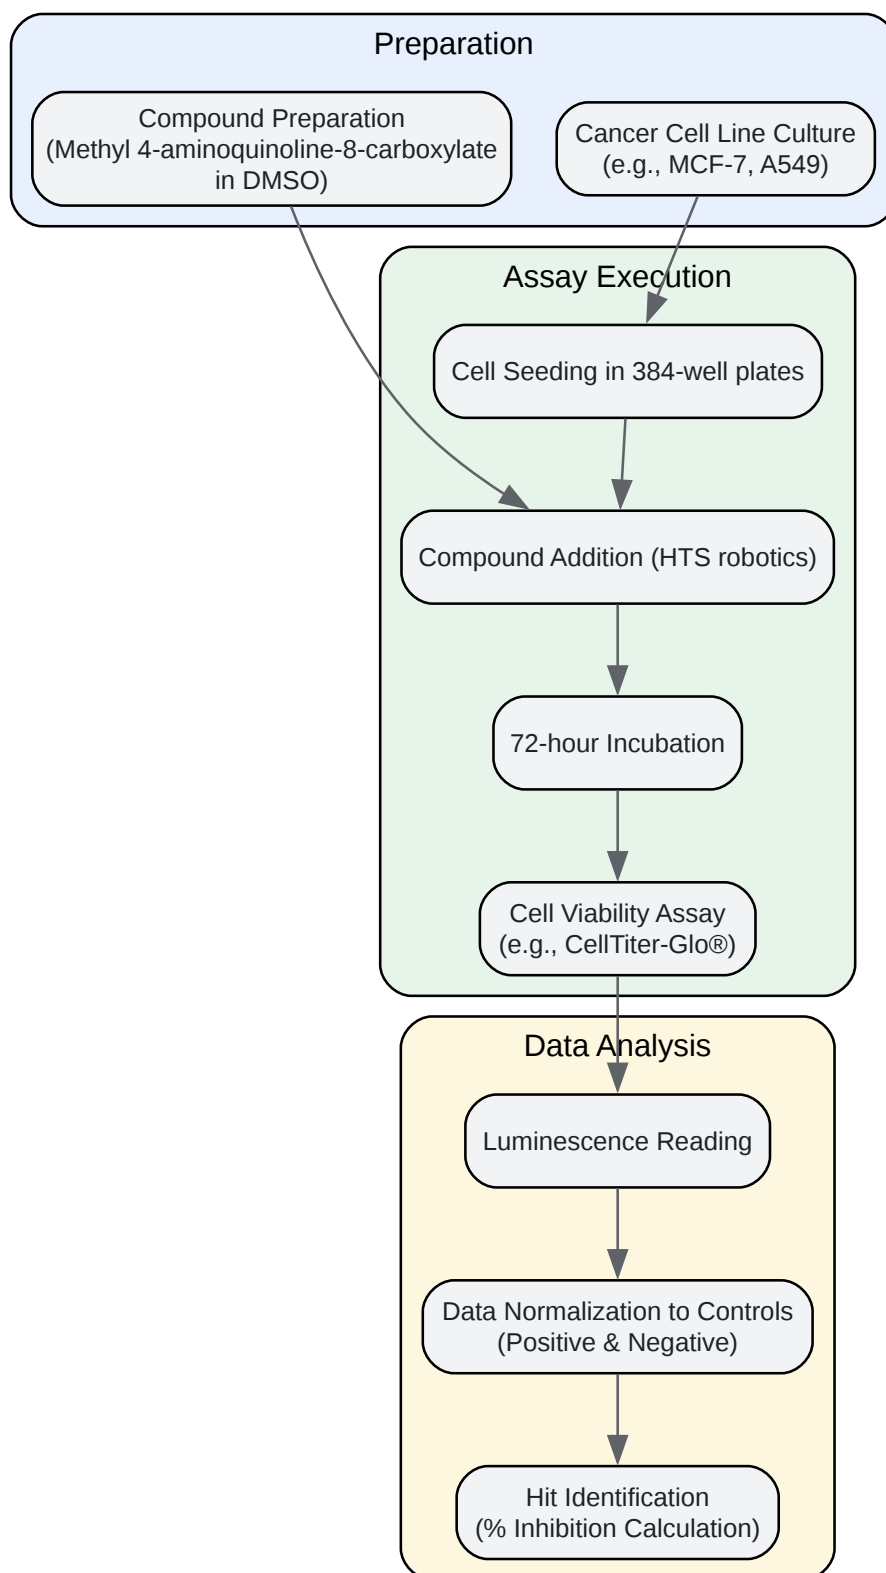 Preparation
Compound Preparation
(Methyl 4-aminoquinoline-8-carboxylate
in DMSO)
Cancer Cell Line Culture
(e.g., MCF-7, A549)
Assay Execution
Cell Seeding in 384-well plates
Compound Addition (HTS robotics)
72-hour Incubation
Cell Viability Assay
(e.g., CellTiter-Glo®)
Data Analysis
Luminescence Reading
Data Normalization to Controls
(Positive & Negative)
Hit Identification
(% Inhibition Calculation)